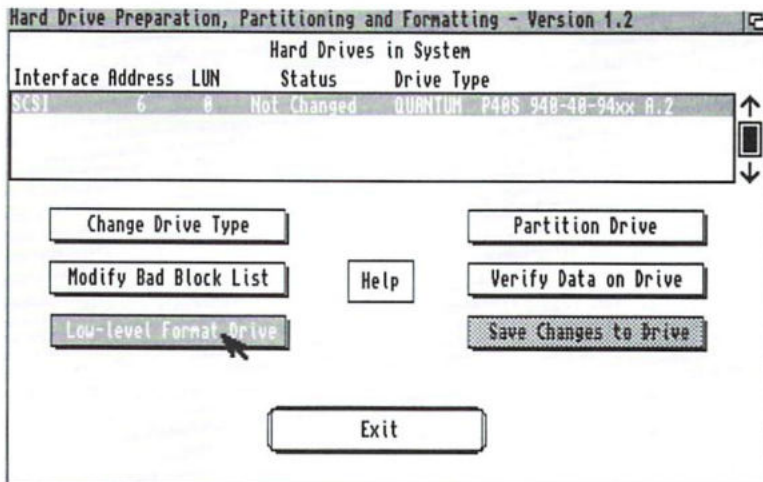 Hard Drive Preparation, Partitioning and Formatting - Version 1.2
Hard Drives in System
Interface Address LUN Status Drive Type
SCSI 6 0 Not Changed QUANTUM P40S 940-40-94xx A.2
Change Drive Type
Partition Drive
Modify Bad Block List
Help
Verify Data on Drive
Low-level Format Drive
Save Changes to Drive
Exit